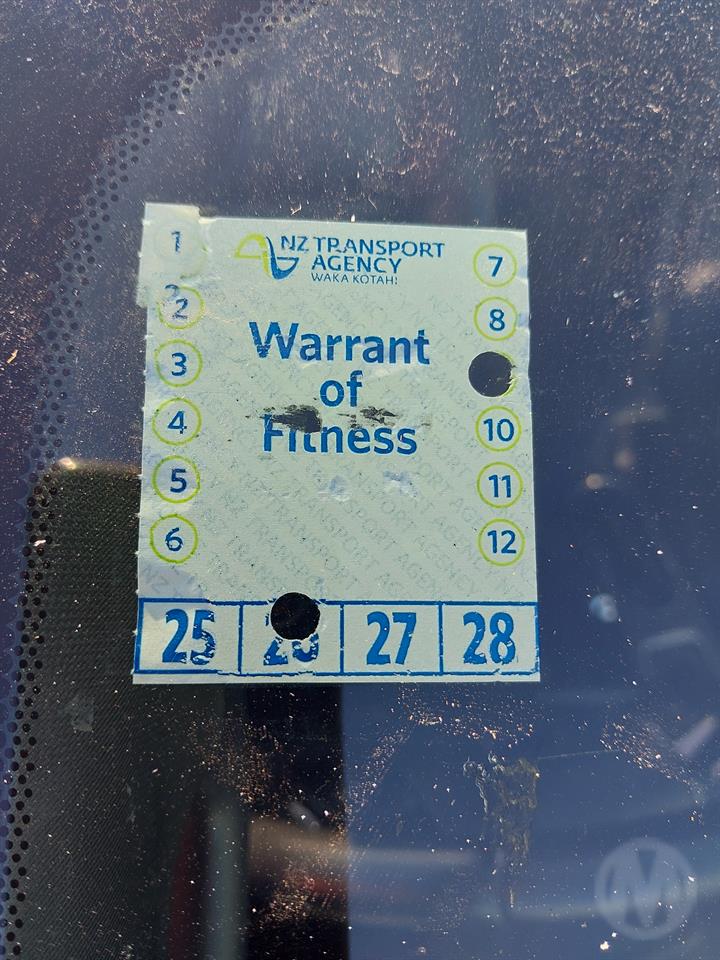 NZ TRANSPORT
AGENCY
WAKA KOTAHI
Warrant
of
Fitness
1
2
3
4
5
6
7
8
10
11
12
25
26
27
28